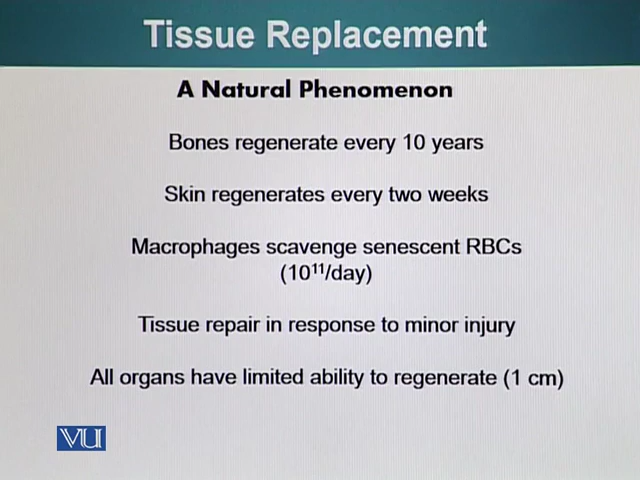 Tissue Replacement
A Natural Phenomenon
Bones regenerate every 10 years
Skin regenerates every two weeks
Macrophages scavenge senescent RBCs
(10¹¹/day)
Tissue repair in response to minor injury
All organs have limited ability to regenerate (1 cm)
VU